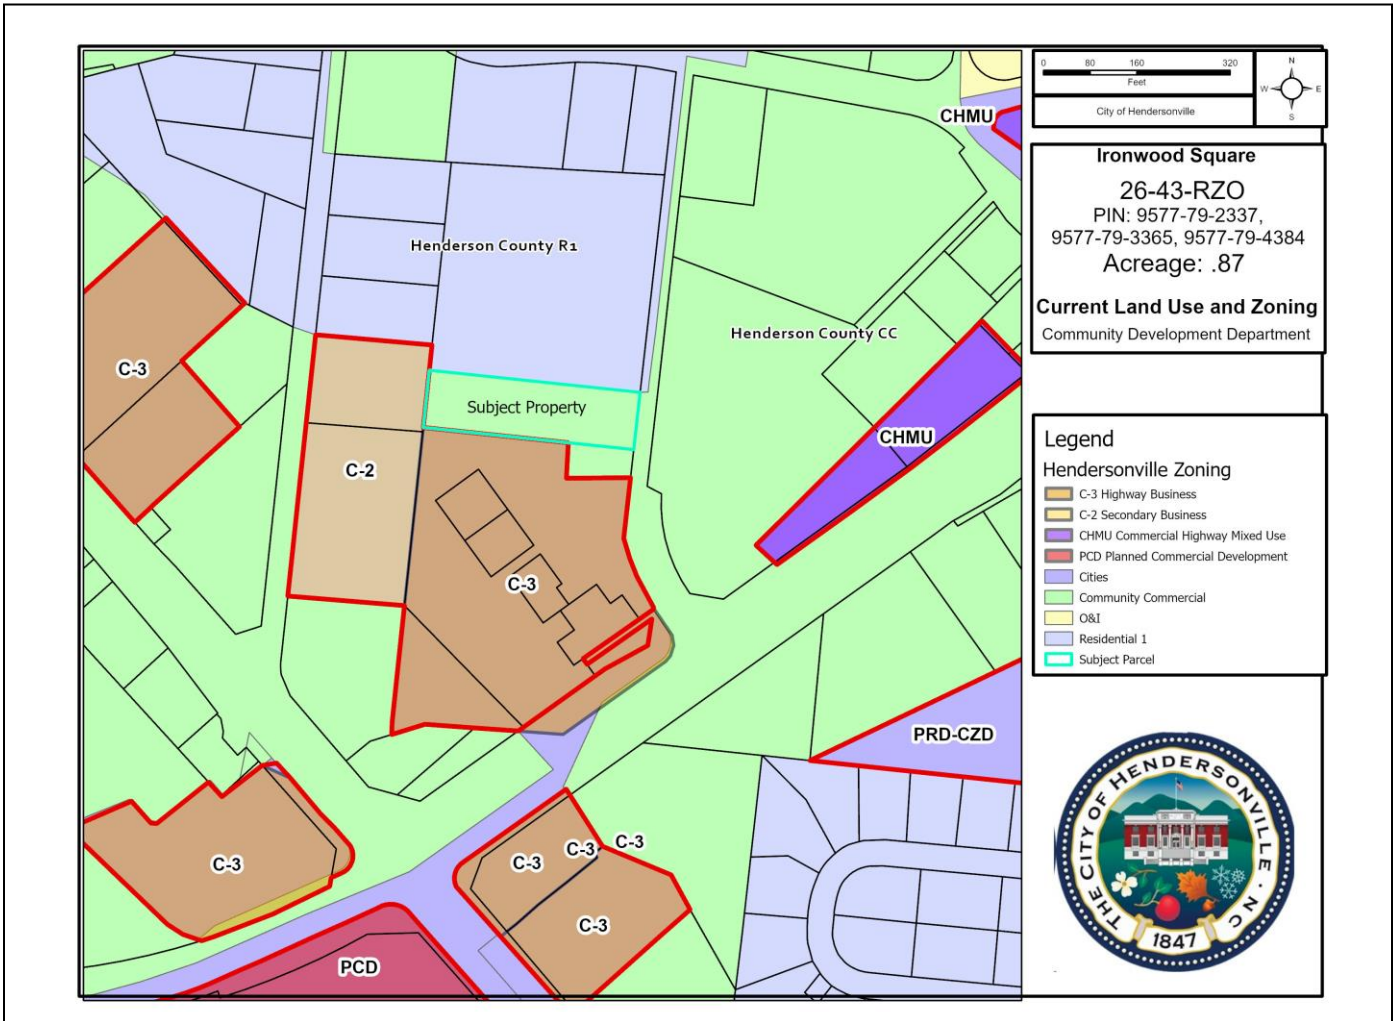 CHMU
Henderson County R1
Henderson County CC
C-3
Subject Property
CHMU
C-2
C-3
PRD-CZD
C-3
C-3
C-3
C-3
C-3
PCD
0 80 160 320
Feet
City of Hendersonville
N
W E
S
Ironwood Square
26-43-RZO
PIN: 9577-79-2337,
9577-79-3365, 9577-79-4384
Acreage: .87
Current Land Use and Zoning
Community Development Department
Legend
Hendersonville Zoning
C-3 Highway Business
C-2 Secondary Business
CHMU Commercial Highway Mixed Use
PCD Planned Commercial Development
Cities
Community Commercial
O&I
Residential 1
Subject Parcel
THE CITY OF HENDERSONVILLE · NC
1847